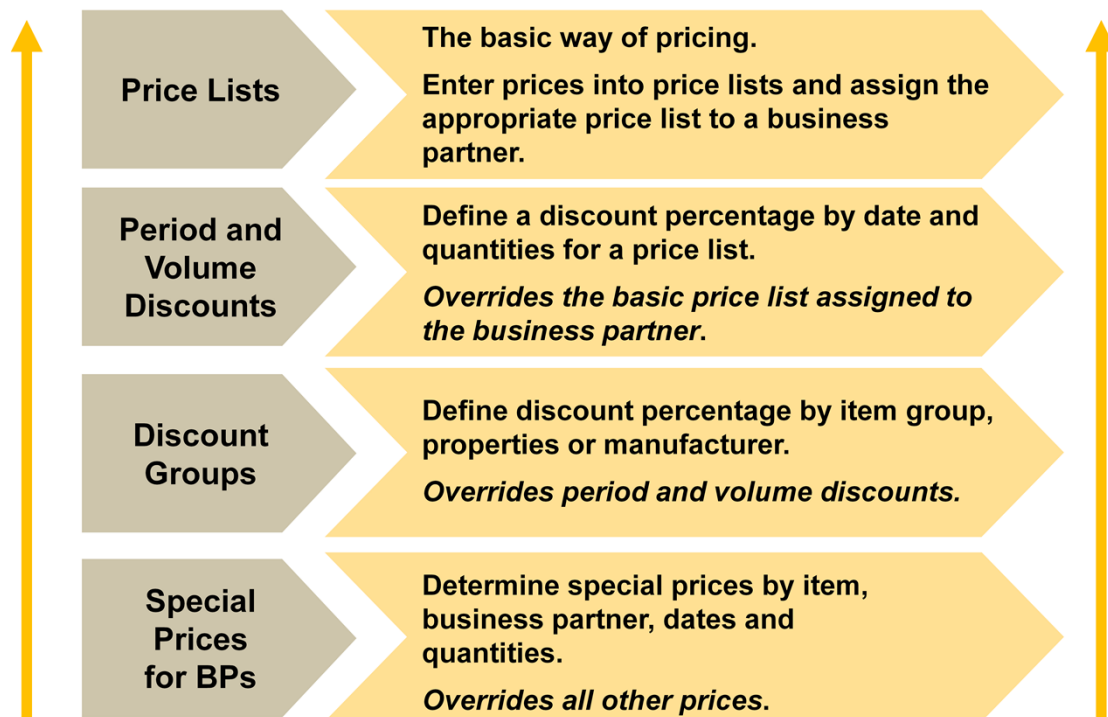 Price Lists
The basic way of pricing.
Enter prices into price lists and assign the
appropriate price list to a business
partner.
Period and
Volume
Discounts
Define a discount percentage by date and
quantities for a price list.
Overrides the basic price list assigned to
the business partner.
Discount
Groups
Define discount percentage by item group,
properties or manufacturer.
Overrides period and volume discounts.
Special
Prices
for BPs
Determine special prices by item,
business partner, dates and
quantities.
Overrides all other prices.